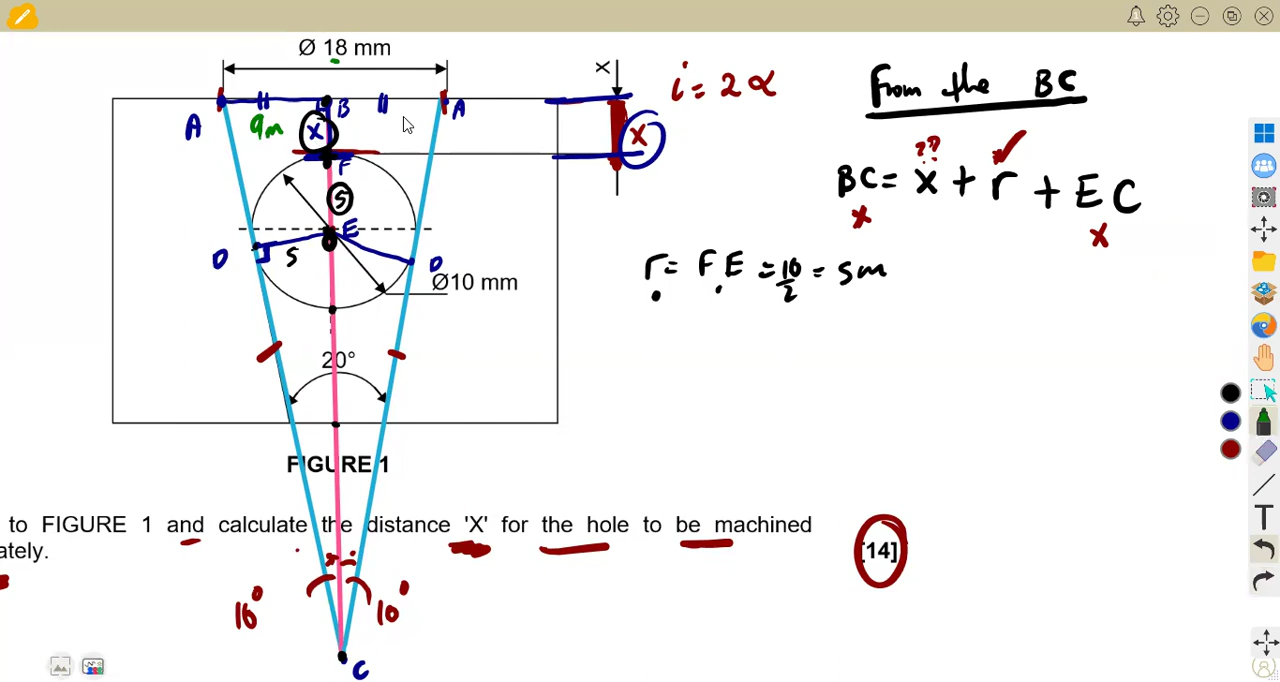 Ø 18 mm
X
i = 2α
From the BC
A
9m
B
A
X
X
F
??
BC = x + r + EC
x
x
5
E
D
5
D
r = FE = 10/2 = 5m
Ø10 mm
20°
FIGURE 1
to FIGURE 1 and calculate the distance 'X' for the hole to be machined
ately.
[14]
10°
10°
C
T